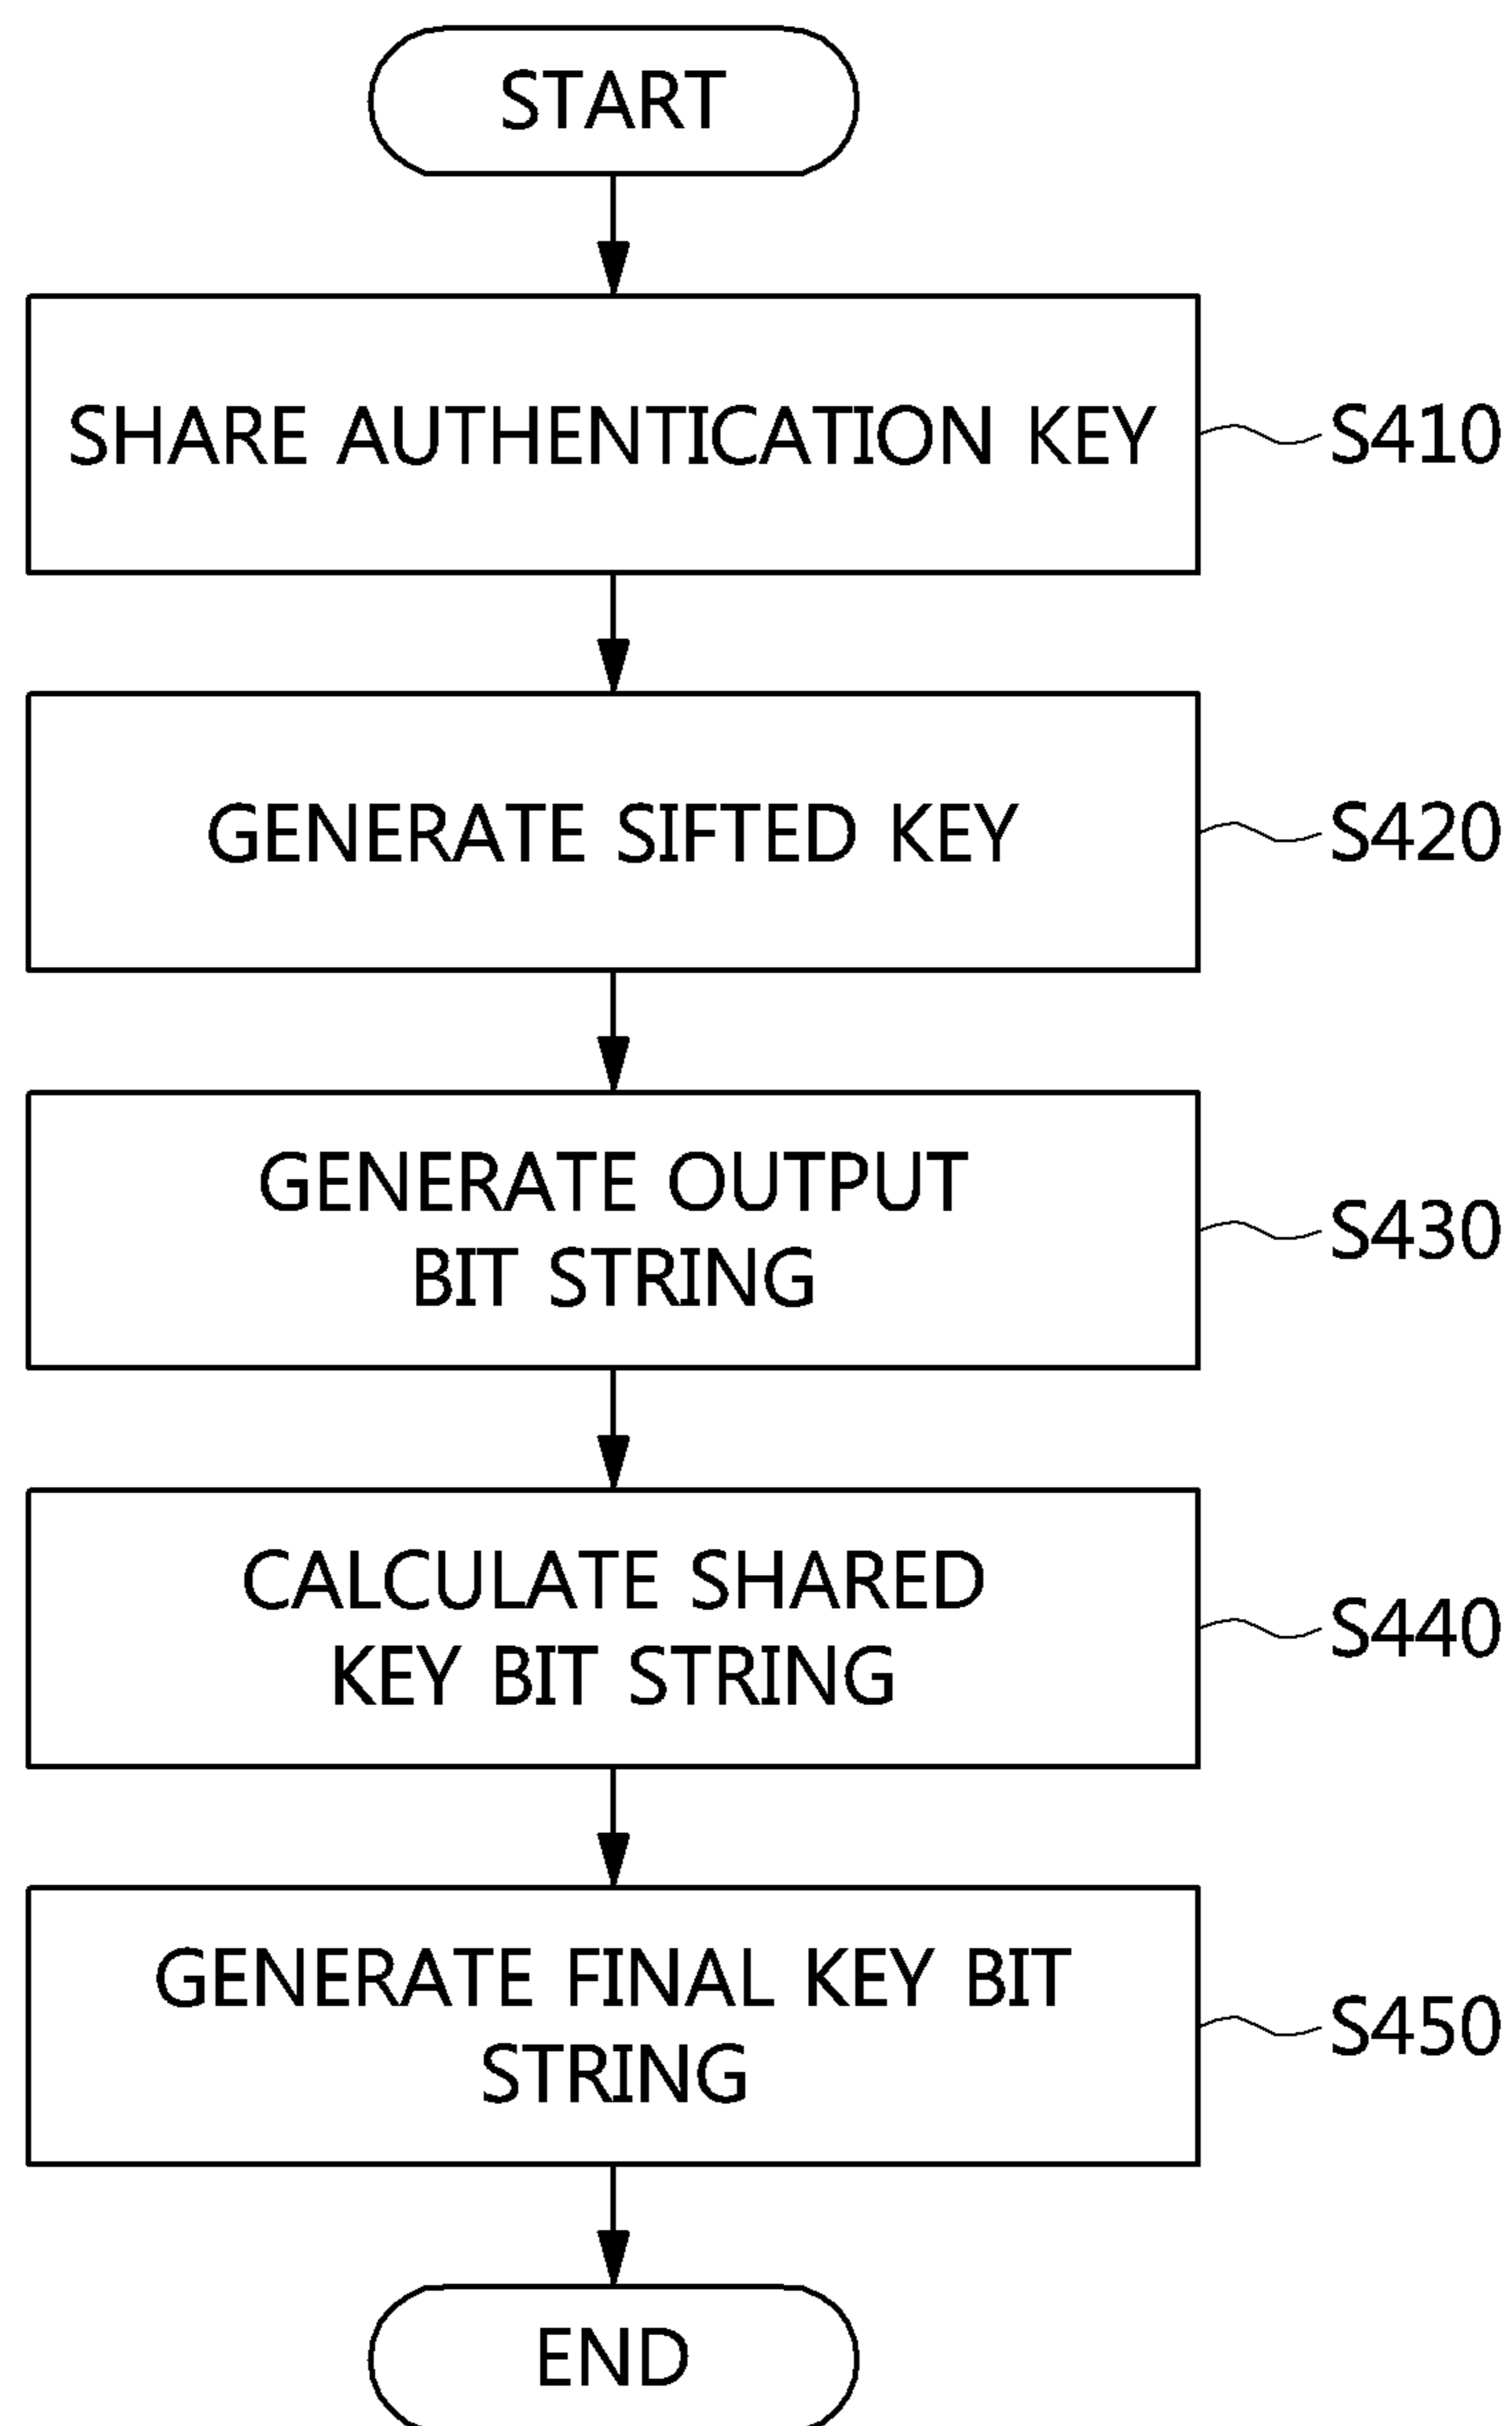 START
SHARE AUTHENTICATION KEY
S410
GENERATE SIFTED KEY
S420
GENERATE OUTPUT
BIT STRING
S430
CALCULATE SHARED
KEY BIT STRING
S440
GENERATE FINAL KEY BIT
STRING
S450
END